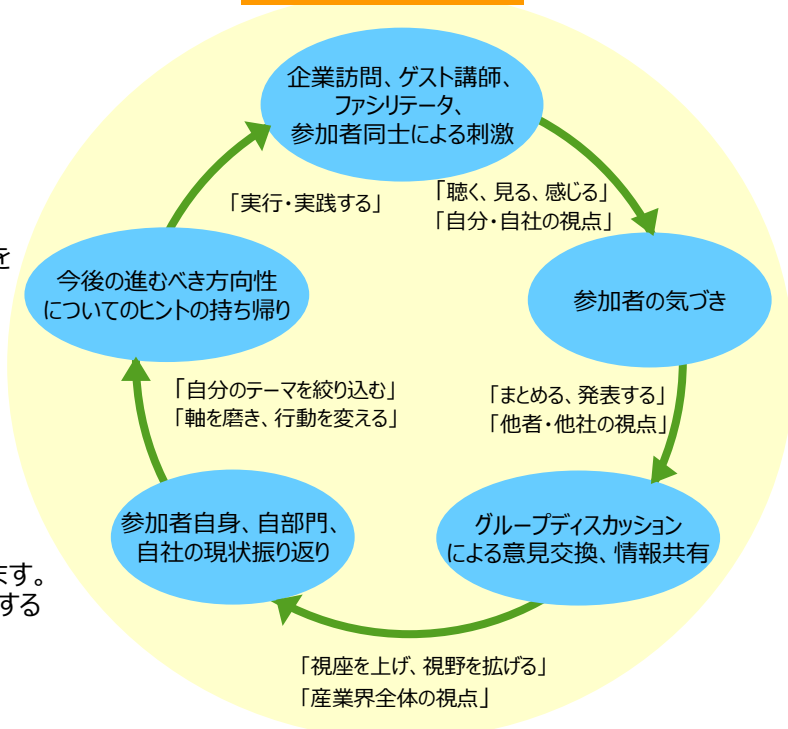 企業訪問、ゲスト講師、
ファシリテータ、
参加者同士による刺激
「聴く、見る、感じる」
「自分・自社の視点」
参加者の気づき
「まとめる、発表する」
「他者・他社の視点」
グループディスカッション
による意見交換、情報共有
「視座を上げ、視野を拡げる」
「産業界全体の視点」
参加者自身、自部門、
自社の現状振り返り
「自分のテーマを絞り込む」
「軸を磨き、行動を変える」
今後の進むべき方向性
についてのヒントの持ち帰り
「実行・実践する」
を
ます。
する